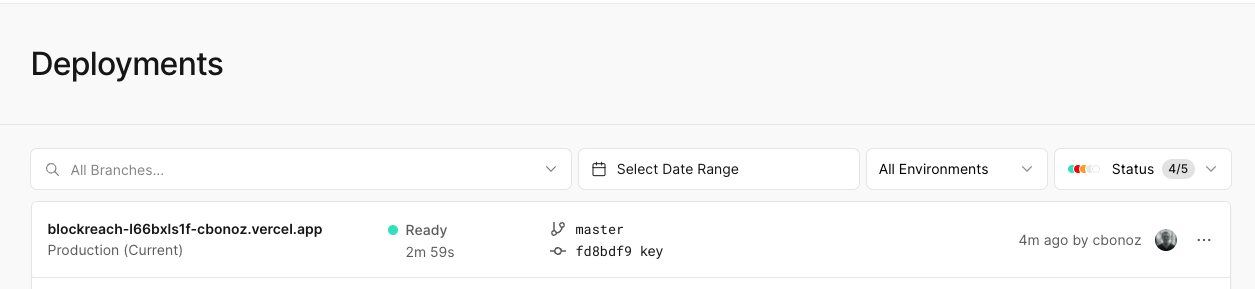 Deployments
All Branches...
Select Date Range
All Environments
Status 4/5
blockreach-l66bxls1f-cbonoz.vercel.app
Production (Current)
Ready
2m 59s
master
fd8bdf9 key
4m ago by cbonoz